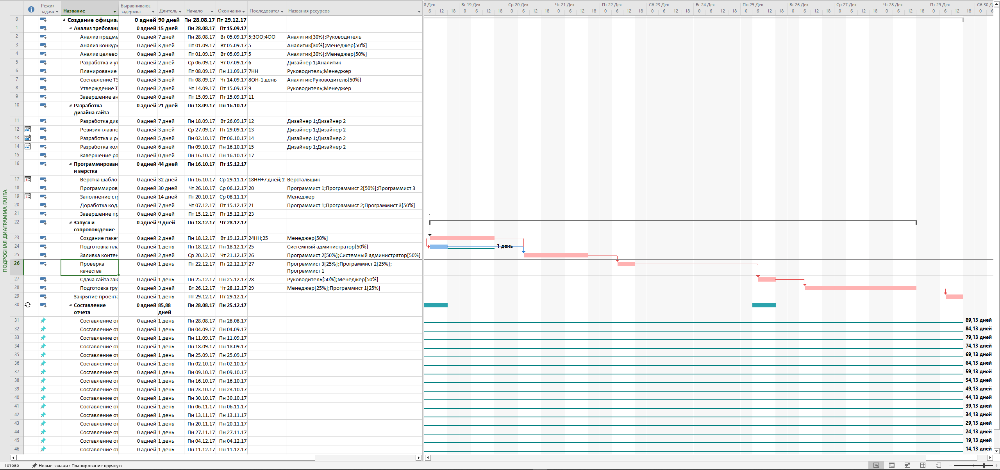 ПОДРОБНАЯ ДИАГРАММА ГАНТА
Режим задачи Название Выравнивающая задержка Длитель Начало Окончани Последовател Названия ресурсов
0 Создание официал 0 адней 90 дней Пн 28.08.17 Пт 29.12.17
1 Анализ требовани 0 адней 15 дней Пн 28.08.17 Пт 15.09.17
2 Анализ предме 0 адней 7 дней Пн 28.08.17 Вт 05.09.17 5;3ОО;4ОО Аналитик[30%];Руководитель
3 Анализ конкур 0 адней 3 дней Пт 01.09.17 Вт 05.09.17 5 Аналитик[30%];Менеджер[50%]
4 Анализ целево 0 адней 3 дней Пт 01.09.17 Вт 05.09.17 5 Аналитик[30%];Менеджер[50%]
5 Разработка и ут 0 адней 2 дней Ср 06.09.17 Чт 07.09.17 6 Дизайнер 1;Аналитик
6 Планирование 0 адней 2 дней Пт 08.09.17 Пн 11.09.17 7НН Руководитель;Менеджер
7 Составление ТЗ 0 адней 5 дней Пт 08.09.17 Чт 14.09.17 8ОН-1 день Аналитик;Руководитель[50%]
8 Утверждение Т 0 адней 2 дней Чт 14.09.17 Пт 15.09.17 9 Руководитель;Менеджер
9 Завершение ан 0 адней 0 дней Пт 15.09.17 Пт 15.09.17 11
10 Разработка дизайна сайта 0 адней 21 дней Пн 18.09.17 Пн 16.10.17
11 Разработка диз 0 адней 7 дней Пн 18.09.17 Вт 26.09.17 12 Дизайнер 1;Дизайнер 2
12 Ревизия главно 0 адней 3 дней Ср 27.09.17 Пт 29.09.17 13 Дизайнер 1;Дизайнер 2
13 Разработка и ре 0 адней 5 дней Пн 02.10.17 Пт 06.10.17 14 Дизайнер 1;Дизайнер 2
14 Разработка кол 0 адней 6 дней Пн 09.10.17 Пн 16.10.17 15 Дизайнер 1;Дизайнер 2
15 Завершение ра 0 адней 0 дней Пн 16.10.17 Пн 16.10.17 17
16 Программирован и верстка 0 адней 44 дней Пн 16.10.17 Пт 15.12.17
17 Верстка шабло 0 адней 32 дней Пн 16.10.17 Ср 29.11.17 18НН+7 дней;19 Верстальщик
18 Программиров 0 адней 30 дней Чт 26.10.17 Ср 06.12.17 20 Программист 1;Программист 2[50%];Программист 3
19 Заполнение стр 0 адней 14 дней Пт 20.10.17 Ср 08.11.17 Менеджер
20 Доработка код 0 адней 7 дней Чт 07.12.17 Пт 15.12.17 21 Программист 1;Программист 2;Программист 3[50%]
21 Завершение пр 0 адней 0 дней Пт 15.12.17 Пт 15.12.17 23
22 Запуск и сопровождение 0 адней 9 дней Пн 18.12.17 Чт 28.12.17
23 Создание пакет 0 адней 2 дней Пн 18.12.17 Вт 19.12.17 24НН;25 Менеджер[50%]
24 Подготовка пла 0 адней 1 день Пн 18.12.17 Пн 18.12.17 25 Системный администратор[50%]
25 Заливка контен 0 адней 2 дней Ср 20.12.17 Чт 21.12.17 26 Программист 2[50%];Системный администратор[50%]
26 Проверка качества 0 адней 1 день Пт 22.12.17 Пт 22.12.17 27 Программист 3[25%];Программист 2[25%]; Программист 1
27 Сдача сайта зак 0 адней 1 день Пн 25.12.17 Пн 25.12.17 28 Руководитель[50%];Менеджер[50%]
28 Подготовка гру 0 адней 3 дней Вт 26.12.17 Чт 28.12.17 29 Менеджер[25%];Программист 1[25%]
29 Закрытие проекта 0 адней 1 день Пт 29.12.17 Пт 29.12.17
30 Составление отчета 0 адней 85,88 дней Пн 28.08.17 Пн 25.12.17
31 Составление от 0 адней 1 день Пн 28.08.17 Пн 28.08.17
32 Составление от 0 адней 1 день Пн 04.09.17 Пн 04.09.17
33 Составление от 0 адней 1 день Пн 11.09.17 Пн 11.09.17
34 Составление от 0 адней 1 день Пн 18.09.17 Пн 18.09.17
35 Составление от 0 адней 1 день Пн 25.09.17 Пн 25.09.17
36 Составление от 0 адней 1 день Пн 02.10.17 Пн 02.10.17
37 Составление от 0 адней 1 день Пн 09.10.17 Пн 09.10.17
38 Составление от 0 адней 1 день Пн 16.10.17 Пн 16.10.17
39 Составление от 0 адней 1 день Пн 23.10.17 Пн 23.10.17
40 Составление от 0 адней 1 день Пн 30.10.17 Пн 30.10.17
41 Составление от 0 адней 1 день Пн 06.11.17 Пн 06.11.17
42 Составление от 0 адней 1 день Пн 13.11.17 Пн 13.11.17
43 Составление от 0 адней 1 день Пн 20.11.17 Пн 20.11.17
44 Составление от 0 адней 1 день Пн 27.11.17 Пн 27.11.17
45 Составление от 0 адней 1 день Пн 04.12.17 Пн 04.12.17
46 Составление от 0 адней 1 день Пн 11.12.17 Пн 11.12.17
8 Дек Вт 19 Дек Ср 20 Дек Чт 21 Дек Пт 22 Дек Сб 23 Дек Вс 24 Дек Пн 25 Дек Вт 26 Дек Ср 27 Дек Чт 28 Дек Пт 29 Дек Сб 30 Д
6 12 18 0 6 12 18 0 6 12 18 0 6 12 18 0 6 12 18 0 6 12 18 0 6 12 18 0 6 12 18 0 6 12 18 0 6 12 18 0 6 12 18 0 6 12 18 0 6
1 день
89,13 дней
84,13 дней
79,13 дней
74,13 дней
69,13 дней
64,13 дней
59,13 дней
54,13 дней
49,13 дней
44,13 дней
39,13 дней
34,13 дней
29,13 дней
24,13 дней
19,13 дней
14,13 дней
Готово Новые задачи : Планирование вручную